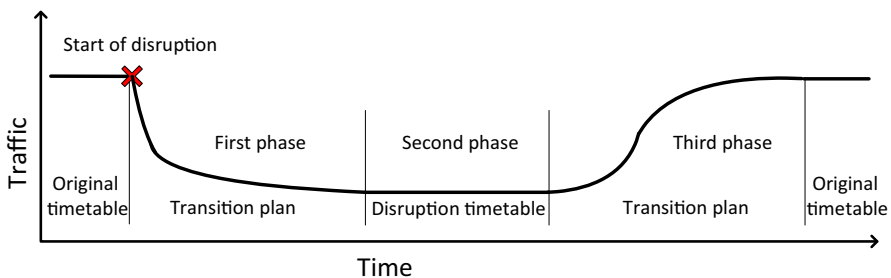 Start of disruption
Traffic
First phase
Second phase
Third phase
Original
timetable
Transition plan
Disruption timetable
Transition plan
Original
timetable
Time